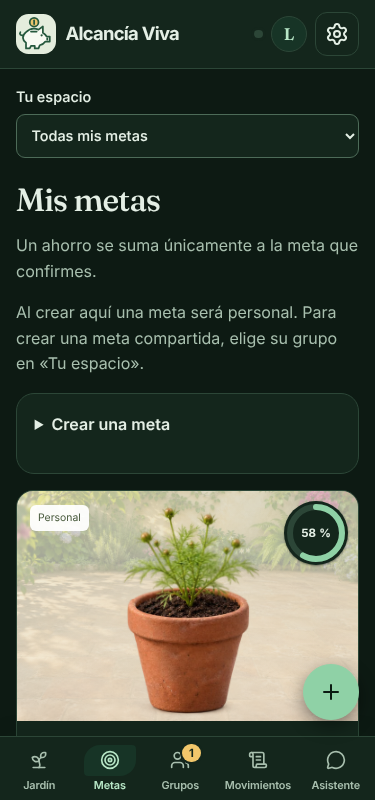 Alcancía Viva
L
Tu espacio
Todas mis metas
Mis metas
Un ahorro se suma únicamente a la meta que
confirmes.
Al crear aquí una meta será personal. Para
crear una meta compartida, elige su grupo
en «Tu espacio».
Crear una meta
Personal
58 %
1
Jardín
Metas
Grupos
Movimientos
Asistente